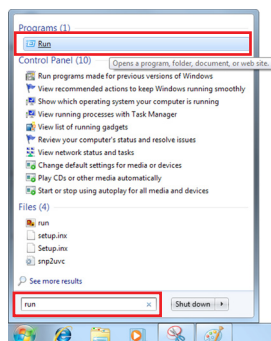 Programs (1)
Run
Control Panel (10)
Opens a program, folder, document, or web site.
Run programs made for previous versions of Windows
View recommended actions to keep Windows running smoothly
Show which operating system your computer is running
View running processes with Task Manager
View list of running gadgets
Review your computer's status and resolve issues
View network status and tasks
Change default settings for media or devices
Play CDs or other media automatically
Start or stop using autoplay for all media and devices
Files (4)
run
setup.inx
Setup.inx
snp2uvc
See more results
run
Shut down